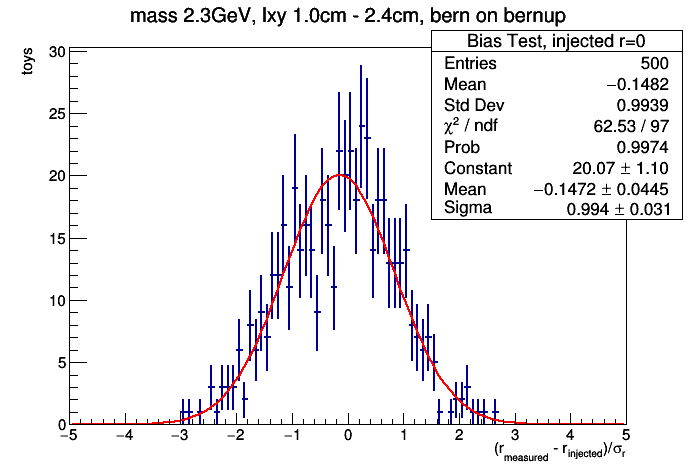 mass 2.3GeV, lxy 1.0cm - 2.4cm, bern on bernup
toys
Bias Test, injected r=0
Entries 500
Mean −0.1482
Std Dev 0.9939
χ² / ndf 62.53 / 97
Prob 0.9974
Constant 20.07 ± 1.10
Mean −0.1472 ± 0.0445
Sigma 0.994 ± 0.031
30
25
20
15
10
5
0
−5 −4 −3 −2 −1 0 1 2 3 4 5
(r_measured - r_injected)/σ_r